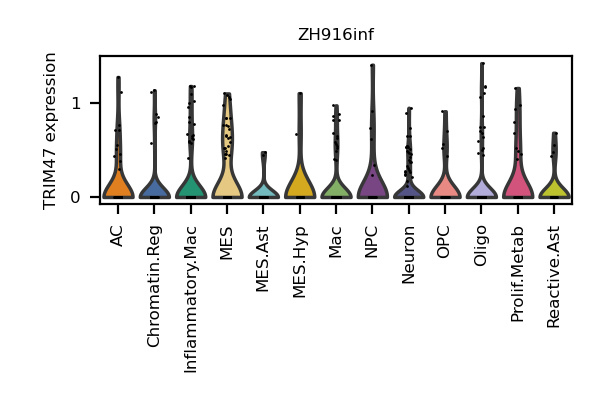 ZH916inf
TRIM47 expression
1
0
AC
Chromatin.Reg
Inflammatory.Mac
MES
MES.Ast
MES.Hyp
Mac
NPC
Neuron
OPC
Oligo
Prolif.Metab
Reactive.Ast